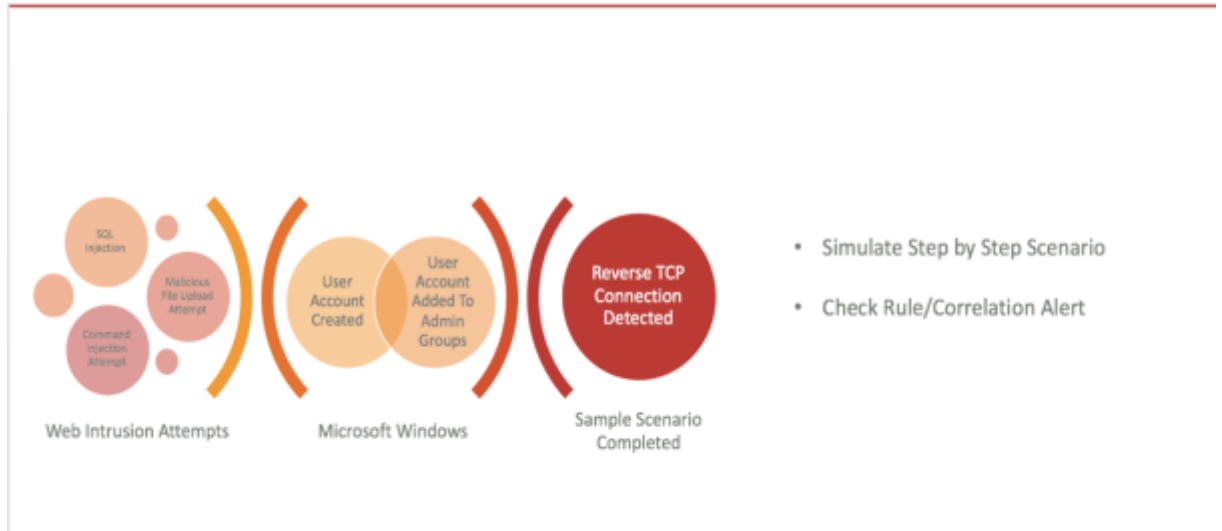 SQL
Injection
Malicious
File Upload
Attempt
Command
Injection
Attempt
Web Intrusion Attempts
User
Account
Created
User
Account
Added To
Admin
Groups
Microsoft Windows
Reverse TCP
Connection
Detected
Sample Scenario
Completed
• Simulate Step by Step Scenario
• Check Rule/Correlation Alert